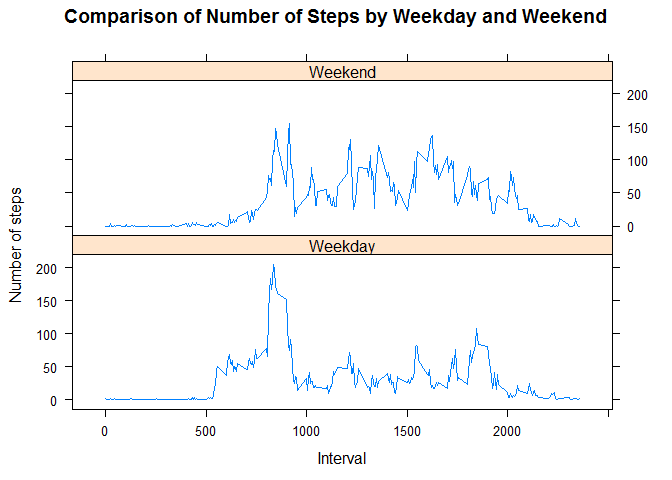 Comparison of Number of Steps by Weekday and Weekend
Weekend
200
150
100
50
0
Number of steps
Weekday
200
150
100
50
0
0 500 1000 1500 2000
Interval